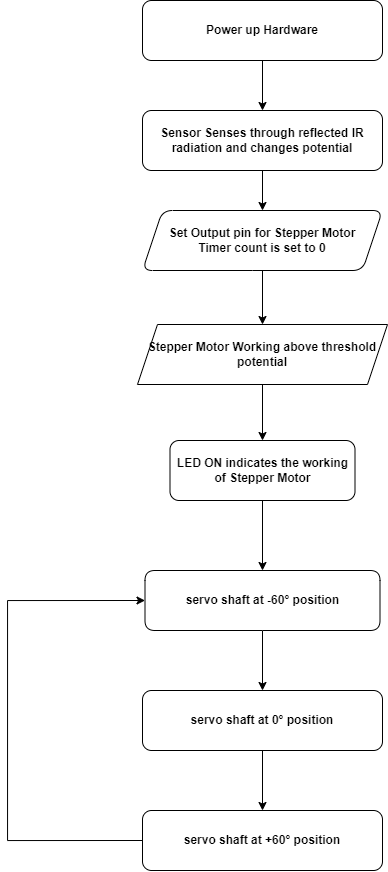 Power up Hardware
Sensor Senses through reflected IR
radiation and changes potential
Set Output pin for Stepper Motor
Timer count is set to 0
Stepper Motor Working above threshold
potential
LED ON indicates the working
of Stepper Motor
servo shaft at -60° position
servo shaft at 0° position
servo shaft at +60° position